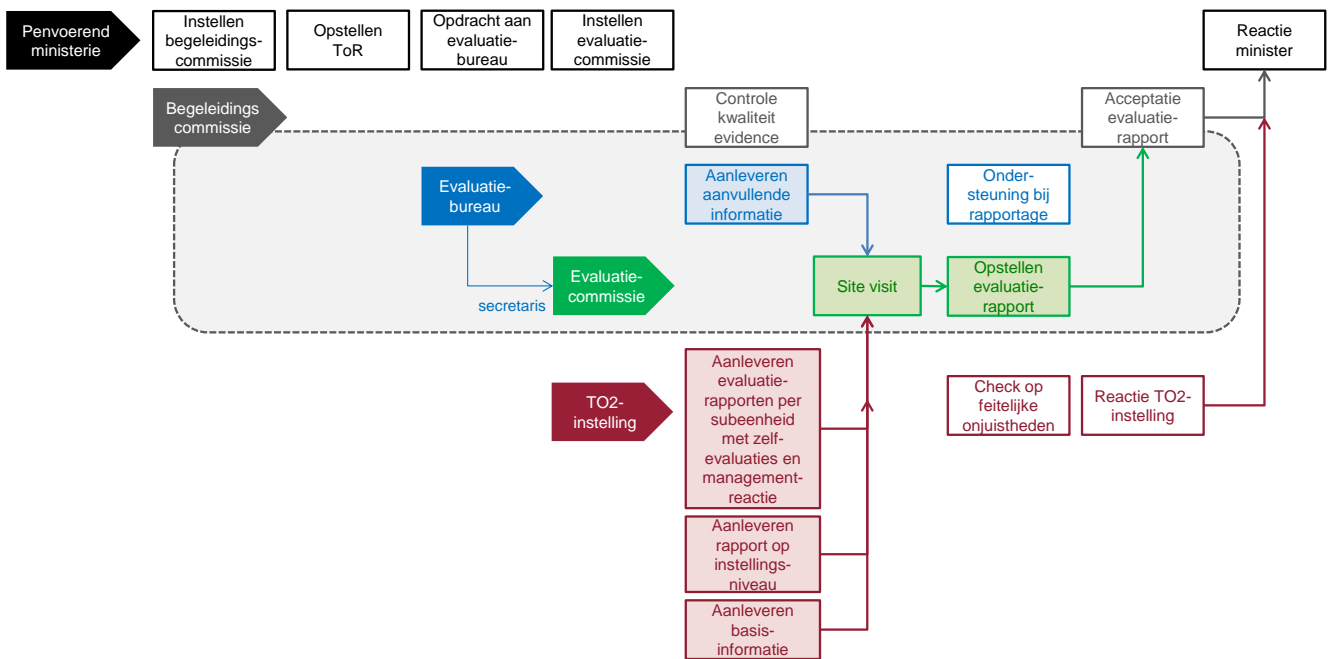 Penvoerend
ministerie
Instellen
begeleidings-
commissie
Opstellen
ToR
Opdracht aan
evaluatie-
bureau
Instellen
evaluatie-
commissie
Reactie
minister
Begeleidings
commissie
Controle
kwaliteit
evidence
Acceptatie
evaluatie-
rapport
Evaluatie-
bureau
Aanleveren
aanvullende
informatie
Onder-
steuning bij
rapportage
secretaris
Evaluatie-
commissie
Site visit
Opstellen
evaluatie-
rapport
TO2-
instelling
Aanleveren
evaluatie-
rapporten per
subeenheid
met zelf-
evaluaties en
management-
reactie
Check op
feitelijke
onjuistheden
Reactie TO2-
instelling
Aanleveren
rapport op
instellings-
niveau
Aanleveren
basis-
informatie